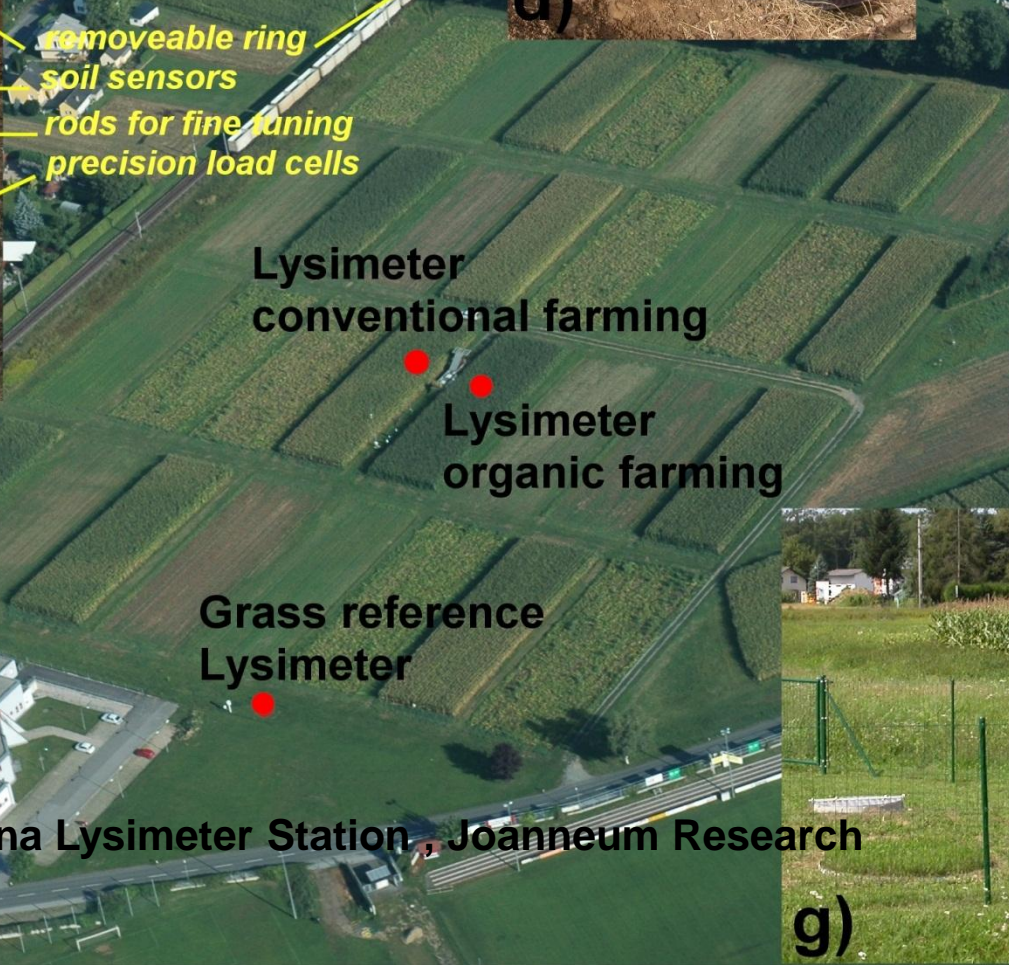 d)
removeable ring
soil sensors
rods for fine tuning
precision load cells
Lysimeter
conventional farming
Lysimeter
organic farming
Grass reference
Lysimeter
na Lysimeter Station , Joanneum Research
g)